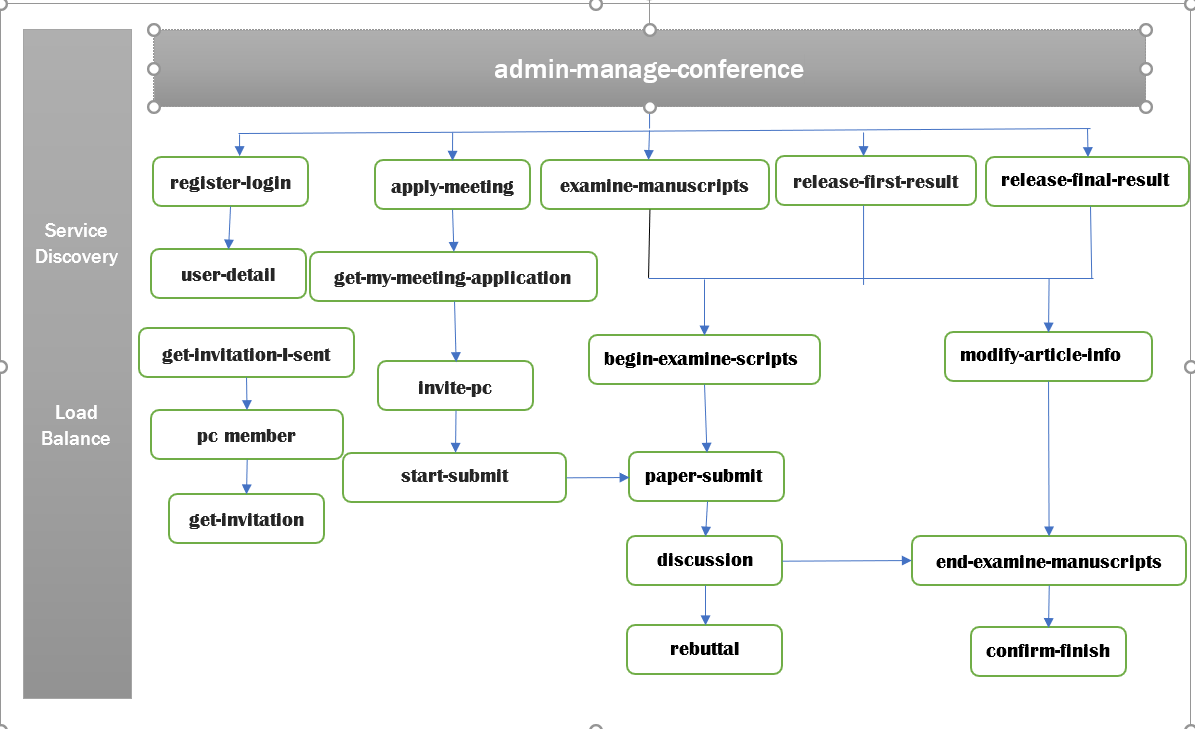 admin-manage-conference
Service
Discovery
Load
Balance
register-login
apply-meeting
examine-manuscripts
release-first-result
release-final-result
user-detail
get-my-meeting-application
get-invitation-I-sent
begin-examine-scripts
modify-article-info
invite-pc
pc member
start-submit
paper-submit
get-invitation
discussion
end-examine-manuscripts
rebuttal
confirm-finish